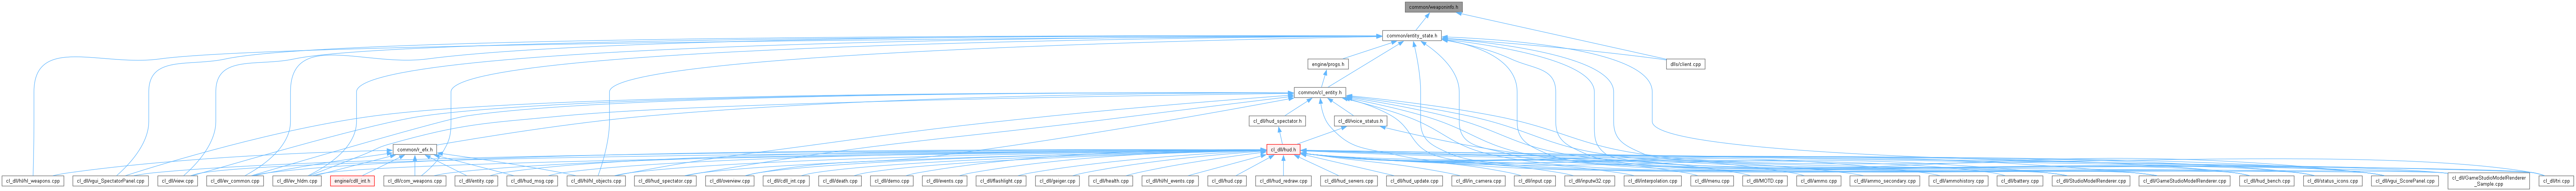 common/weaponinfo.h
common/entity_state.h
engine/progs.h
dlls/client.cpp
common/cl_entity.h
cl_dll/hud_spectator.h
cl_dll/voice_status.h
common/r_efx.h
cl_dll/hud.h
cl_dll/hl/hl_weapons.cpp
cl_dll/vgui_SpectatorPanel.cpp
cl_dll/view.cpp
cl_dll/ev_common.cpp
cl_dll/ev_hldm.cpp
engine/cdll_int.h
cl_dll/com_weapons.cpp
cl_dll/entity.cpp
cl_dll/hud_msg.cpp
cl_dll/hl/hl_objects.cpp
cl_dll/hud_spectator.cpp
cl_dll/overview.cpp
cl_dll/cdll_int.cpp
cl_dll/death.cpp
cl_dll/demo.cpp
cl_dll/events.cpp
cl_dll/flashlight.cpp
cl_dll/geiger.cpp
cl_dll/health.cpp
cl_dll/hl/hl_events.cpp
cl_dll/hud.cpp
cl_dll/hud_redraw.cpp
cl_dll/hud_servers.cpp
cl_dll/hud_update.cpp
cl_dll/in_camera.cpp
cl_dll/input.cpp
cl_dll/inputw32.cpp
cl_dll/interpolation.cpp
cl_dll/menu.cpp
cl_dll/MOTD.cpp
cl_dll/ammo.cpp
cl_dll/ammo_secondary.cpp
cl_dll/ammohistory.cpp
cl_dll/battery.cpp
cl_dll/StudioModelRenderer.cpp
cl_dll/GameStudioModelRenderer.cpp
cl_dll/hud_bench.cpp
cl_dll/status_icons.cpp
cl_dll/vgui_ScorePanel.cpp
cl_dll/GameStudioModelRenderer
_Sample.cpp
cl_dll/tri.cpp